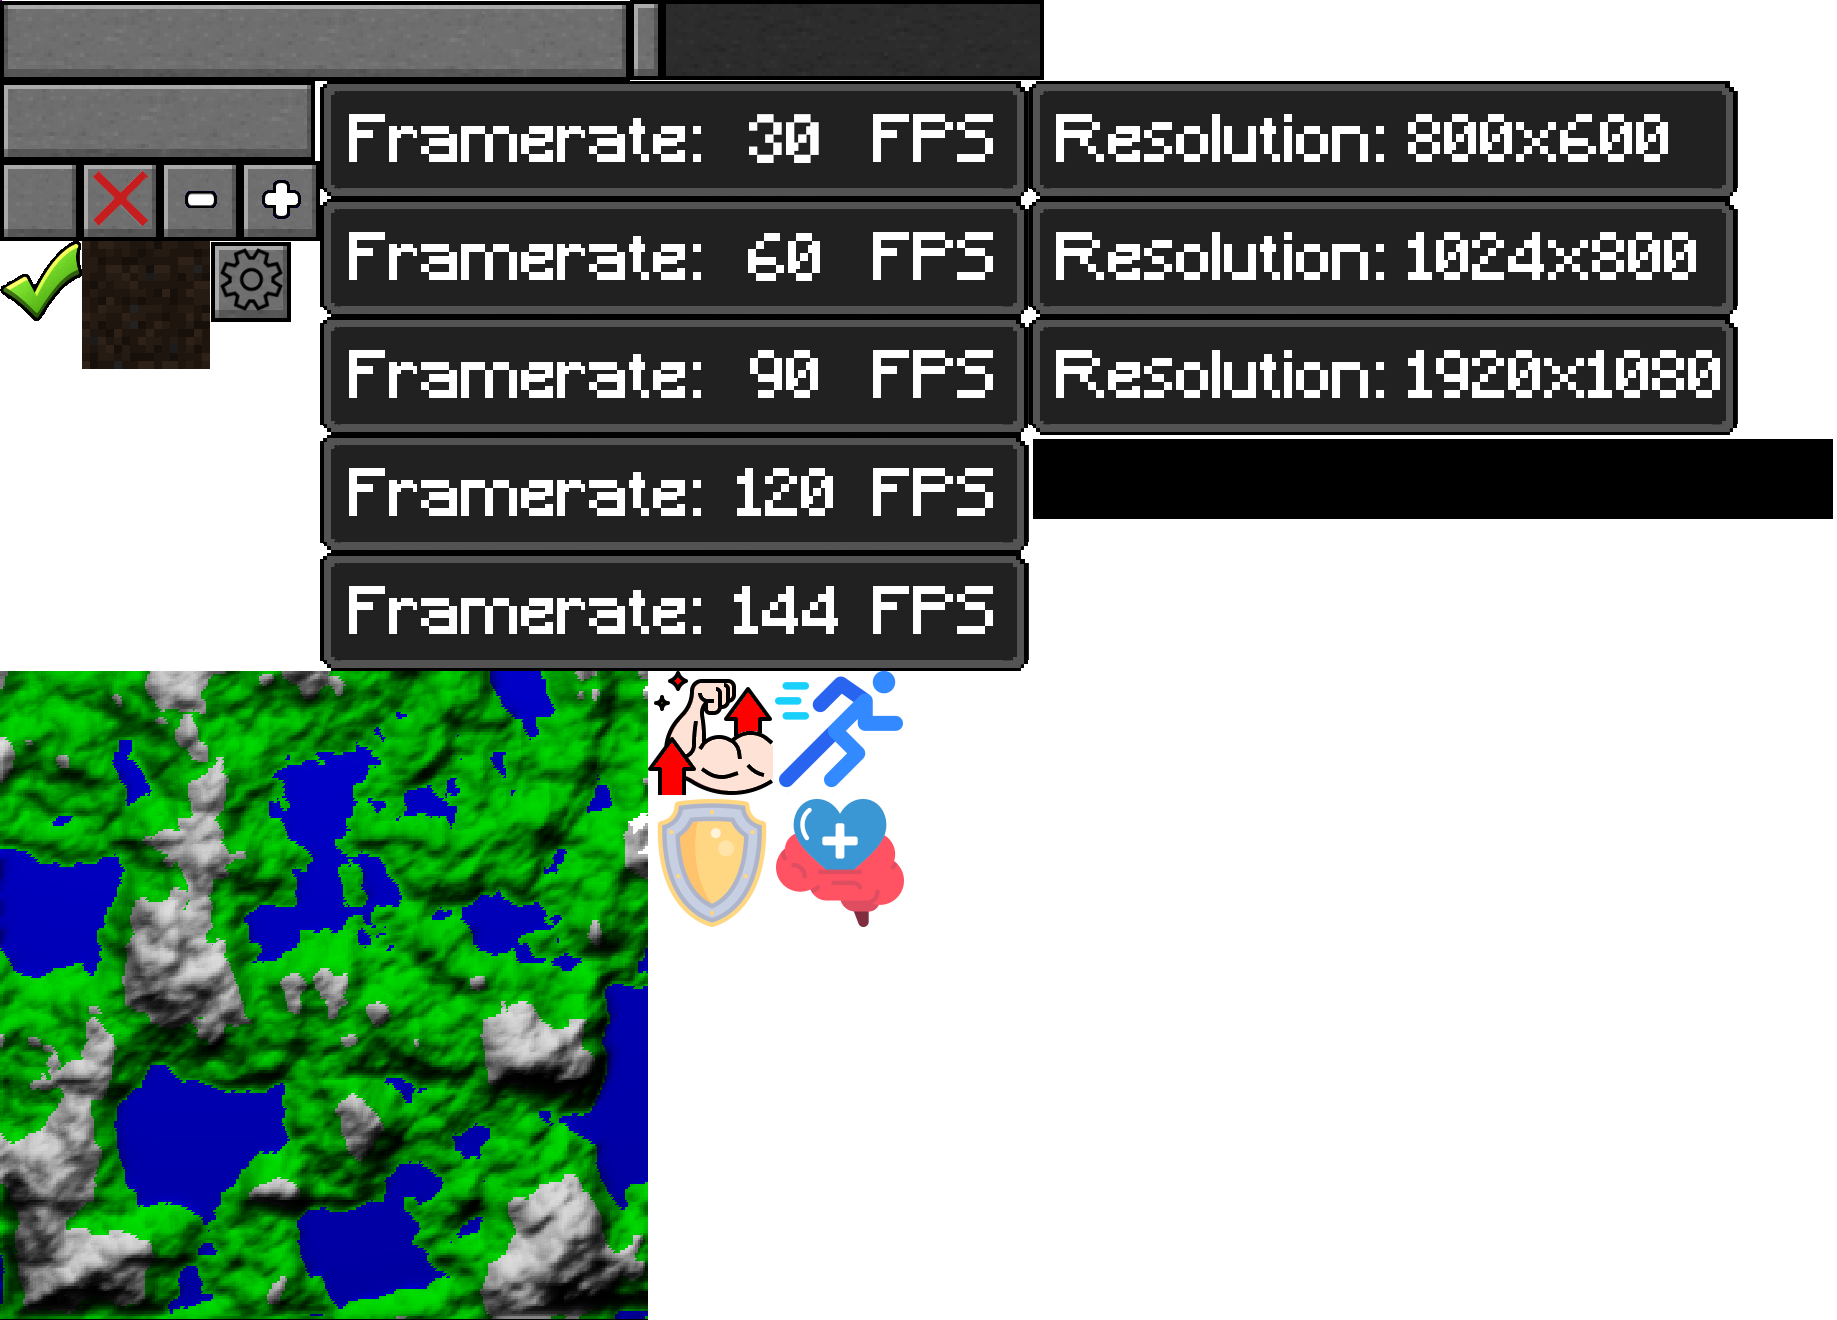 Framerate: 30 FPS
Resolution: 800x600
Framerate: 60 FPS
Resolution: 1024x800
Framerate: 90 FPS
Resolution: 1920x1080
Framerate: 120 FPS
Framerate: 144 FPS